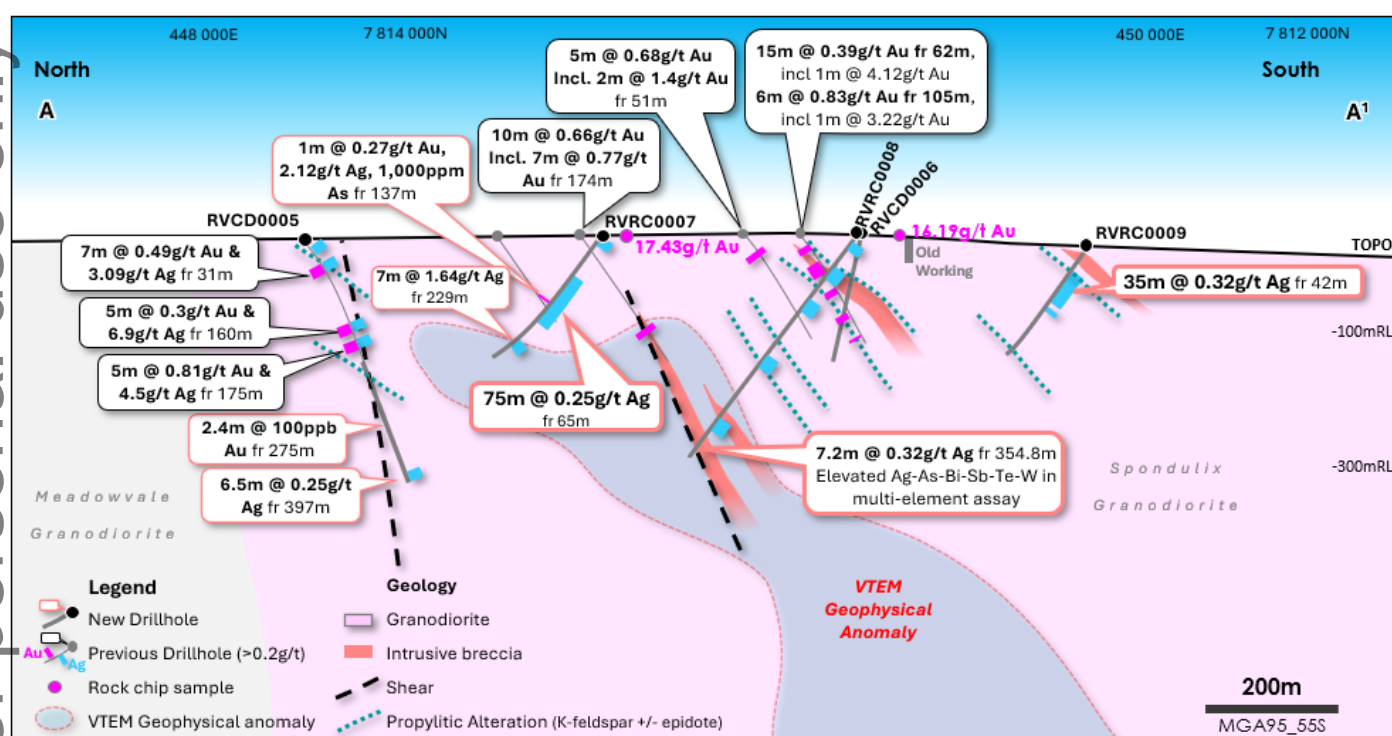 448 000E
7 814 000N
450 000E
7 812 000N
North
South
A
A¹
5m @ 0.68g/t Au
Incl. 2m @ 1.4g/t Au
fr 51m
15m @ 0.39g/t Au fr 62m,
incl 1m @ 4.12g/t Au
6m @ 0.83g/t Au fr 105m,
incl 1m @ 3.22g/t Au
10m @ 0.66g/t Au
Incl. 7m @ 0.77g/t
Au fr 174m
1m @ 0.27g/t Au,
2.12g/t Ag, 1,000ppm
As fr 137m
RVCD0005
RVRC0007
RVRC0008
RVCD0006
RVRC0009
17.43g/t Au
16.19g/t Au
Old
Working
TOPO
7m @ 0.49g/t Au &
3.09g/t Ag fr 31m
7m @ 1.64g/t Ag
fr 229m
35m @ 0.32g/t Ag fr 42m
5m @ 0.3g/t Au &
6.9g/t Ag fr 160m
-100mRL
5m @ 0.81g/t Au &
4.5g/t Ag fr 175m
75m @ 0.25g/t Ag
fr 65m
2.4m @ 100ppb
Au fr 275m
7.2m @ 0.32g/t Ag fr 354.8m
Elevated Ag-As-Bi-Sb-Te-W in
multi-element assay
-300mRL
6.5m @ 0.25g/t
Ag fr 397m
Meadowvale
Granodiorite
Spondulix
Granodiorite
VTEM
Geophysical
Anomaly
Legend
New Drillhole
Previous Drillhole (>0.2g/t)
Au
Ag
Rock chip sample
VTEM Geophysical anomaly
Geology
Granodiorite
Intrusive breccia
Shear
Propylitic Alteration (K-feldspar +/- epidote)
200m
MGA95_55S